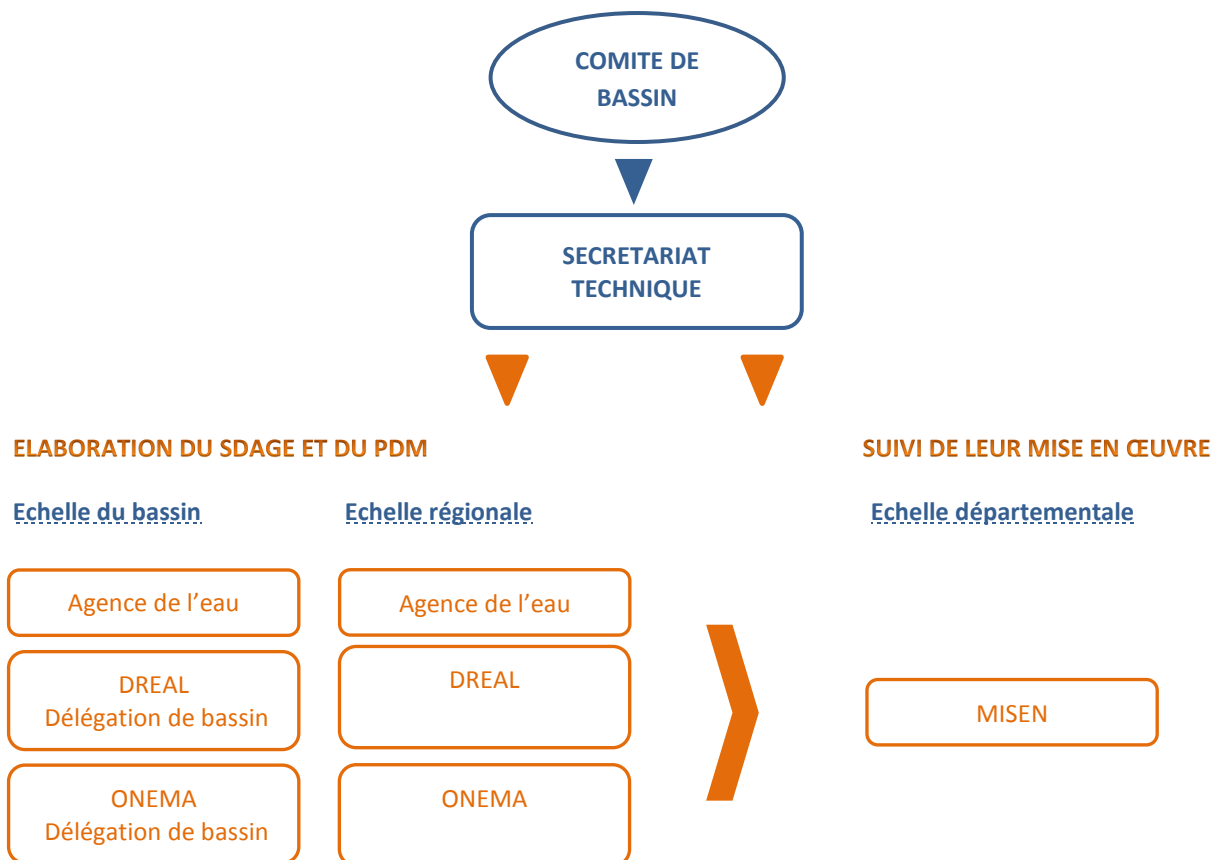 COMITE DE
BASSIN
SECRETARIAT
TECHNIQUE
ELABORATION DU SDAGE ET DU PDM
SUIVI DE LEUR MISE EN ŒUVRE
Echelle du bassin
Echelle régionale
Echelle départementale
Agence de l’eau
Agence de l’eau
DREAL
Délégation de bassin
DREAL
MISEN
ONEMA
Délégation de bassin
ONEMA